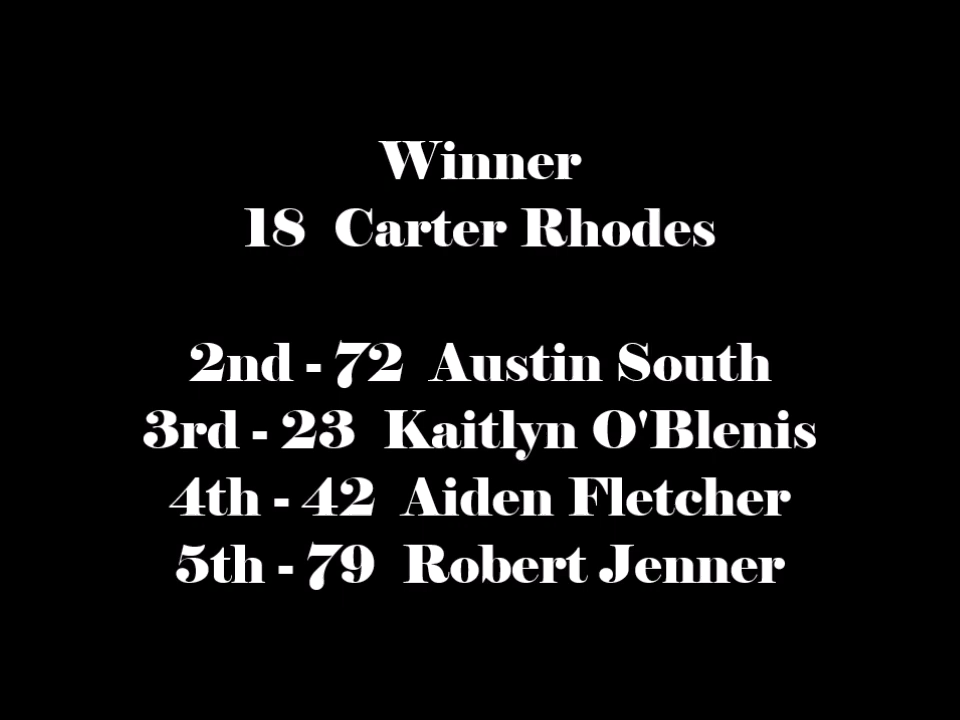 Winner
18 Carter Rhodes
2nd - 72 Austin South
3rd - 23 Kaitlyn O'Blenis
4th - 42 Aiden Fletcher
5th - 79 Robert Jenner